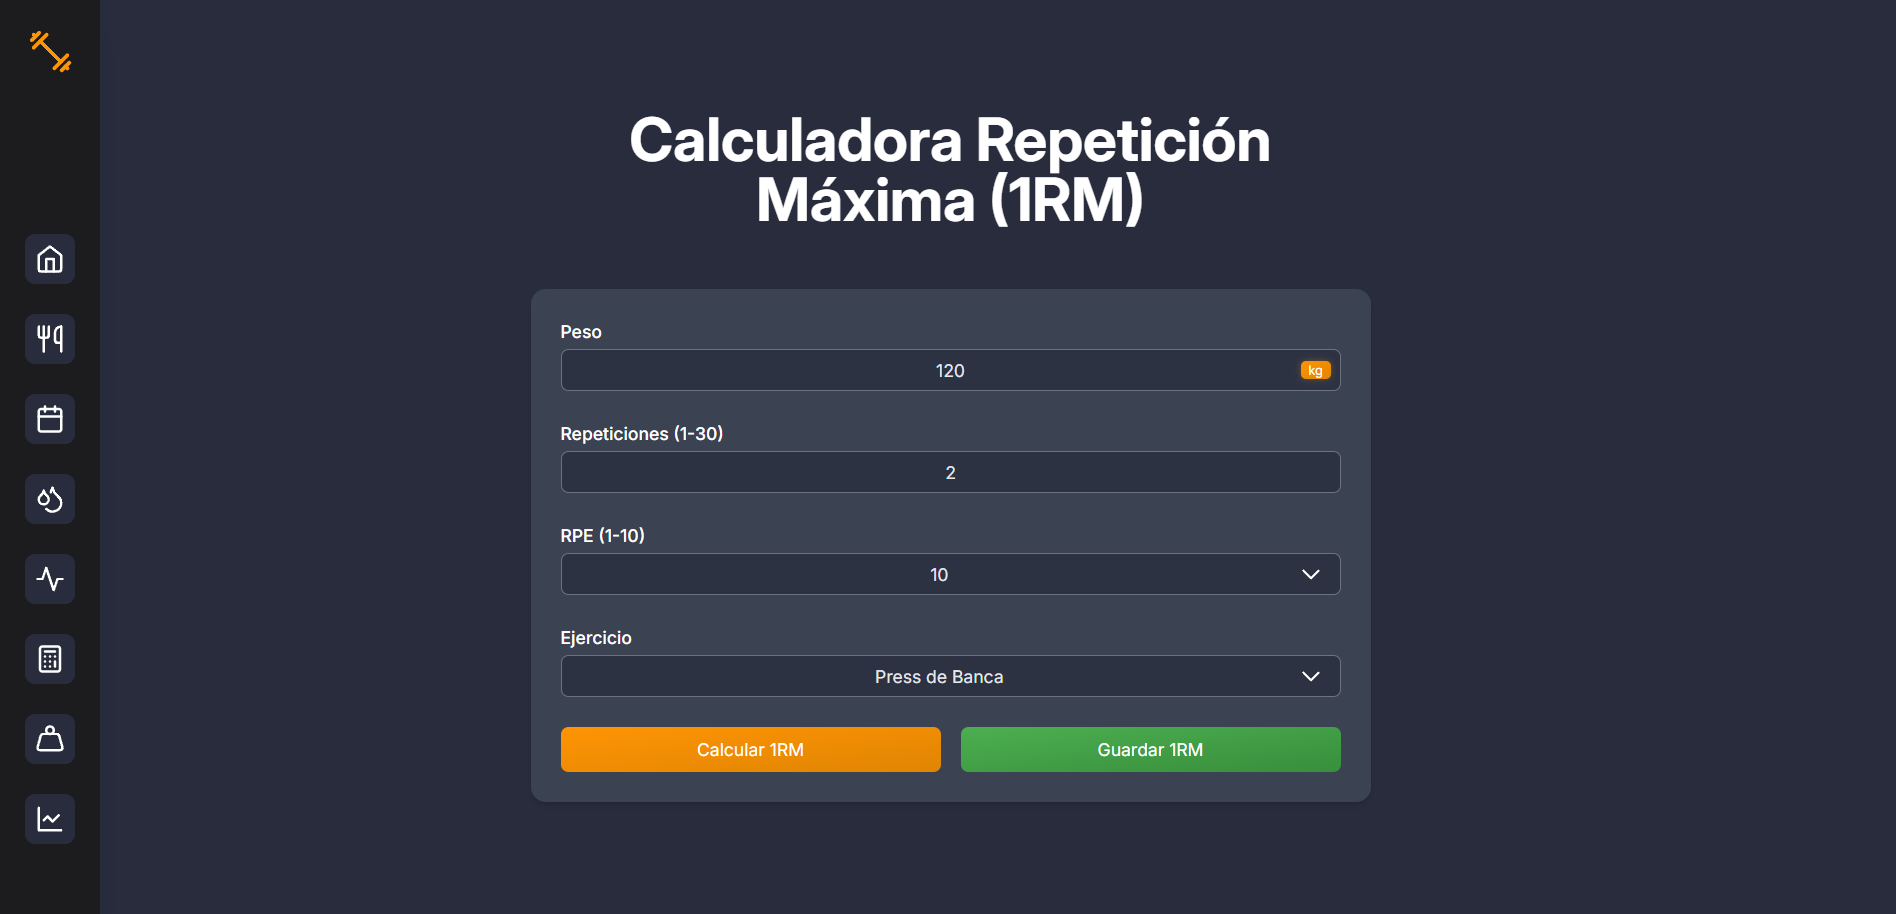 Calculadora Repetición
Máxima (1RM)
Peso
120
kg
Repeticiones (1-30)
2
RPE (1-10)
10
Ejercicio
Press de Banca
Calcular 1RM
Guardar 1RM